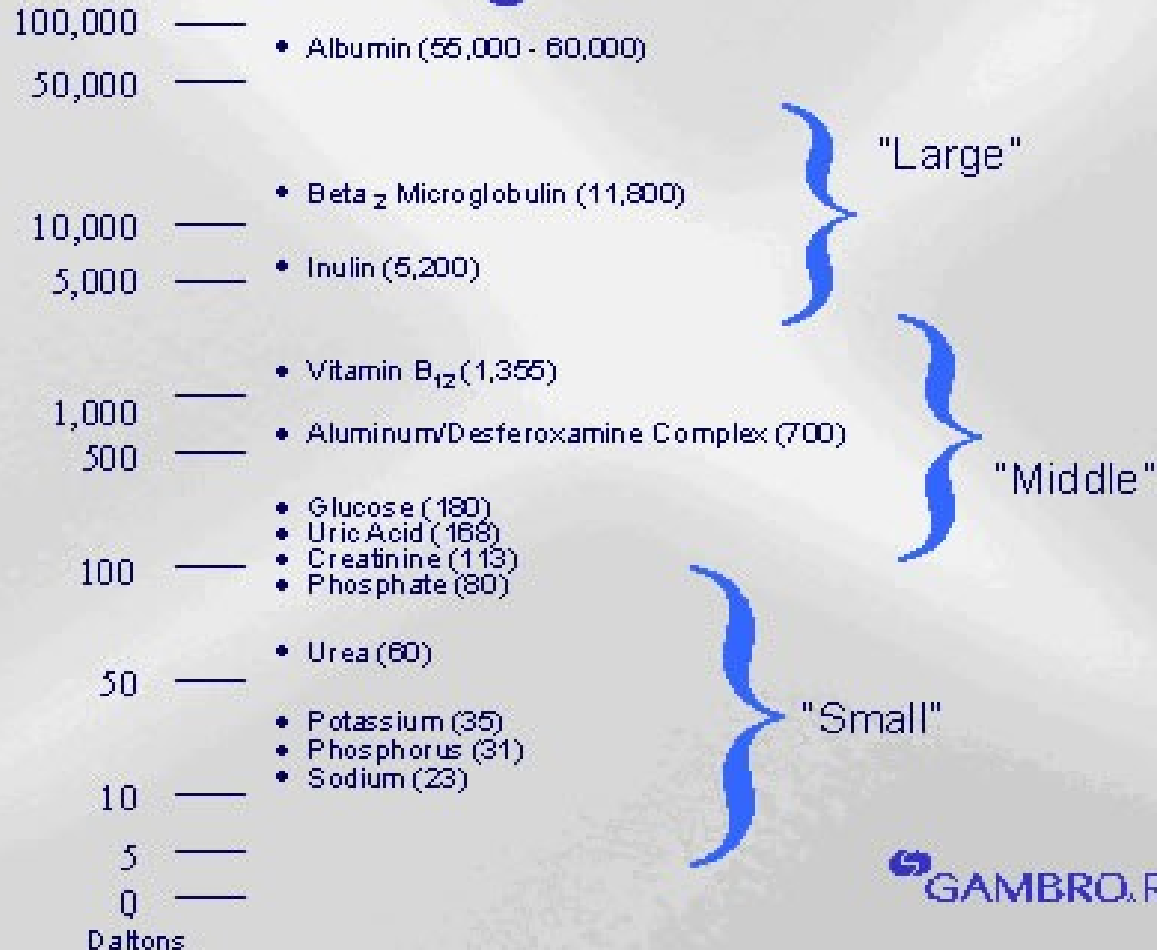 100,000
Albumin (55,000 - 60,000)
50,000
"Large"
Beta 2 Microglobulin (11,800)
10,000
Inulin (5,200)
5,000
Vitamin B12 (1,355)
1,000
Aluminum/Desferoxamine Complex (700)
500
"Middle"
Glucose (180)
Uric Acid (168)
Creatinine (113)
100
Phosphate (80)
Urea (60)
50
Potassium (35)
"Small"
Phosphorus (31)
Sodium (23)
10
5
GAMBRO.
0
Daltons